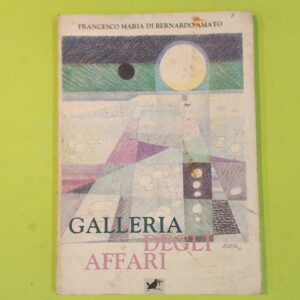 FRANCESCO MARIA DI BERNARDO AMATO
GALLERIA
DEGLI
AFFARI